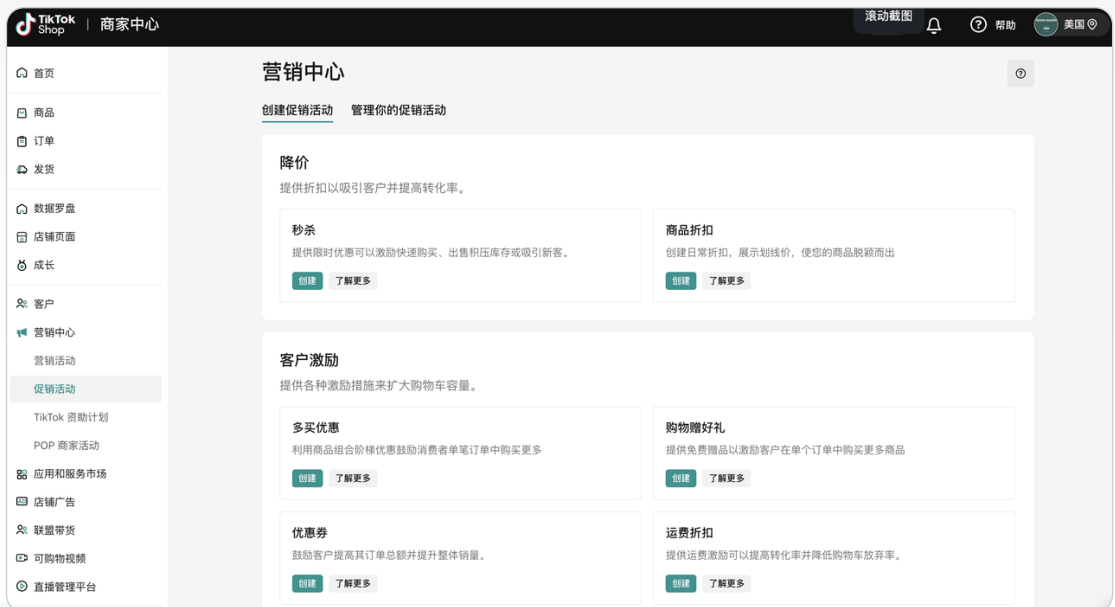 TikTok
Shop
商家中心
滚动截图
帮助
美国
首页
商品
订单
发货
数据罗盘
店铺页面
成长
客户
营销中心
营销活动
促销活动
TikTok 资助计划
POP 商家活动
应用和服务市场
店铺广告
联盟带货
可购物视频
直播管理平台
营销中心
创建促销活动 管理你的促销活动
降价
提供折扣以吸引客户并提高转化率。
秒杀
提供限时优惠可以激励快速购买、出售积压库存或吸引新客。
创建 了解更多
商品折扣
创建日常折扣，展示划线价，使您的商品脱颖而出
创建 了解更多
客户激励
提供各种激励措施来扩大购物车容量。
多买优惠
利用商品组合阶梯优惠鼓励消费者单笔订单中购买更多
创建 了解更多
购物赠好礼
提供免费赠品以激励客户在单个订单中购买更多商品
创建 了解更多
优惠券
鼓励客户提高其订单总额并提升整体销量。
创建 了解更多
运费折扣
提供运费激励可以提高转化率并降低购物车放弃率。
创建 了解更多